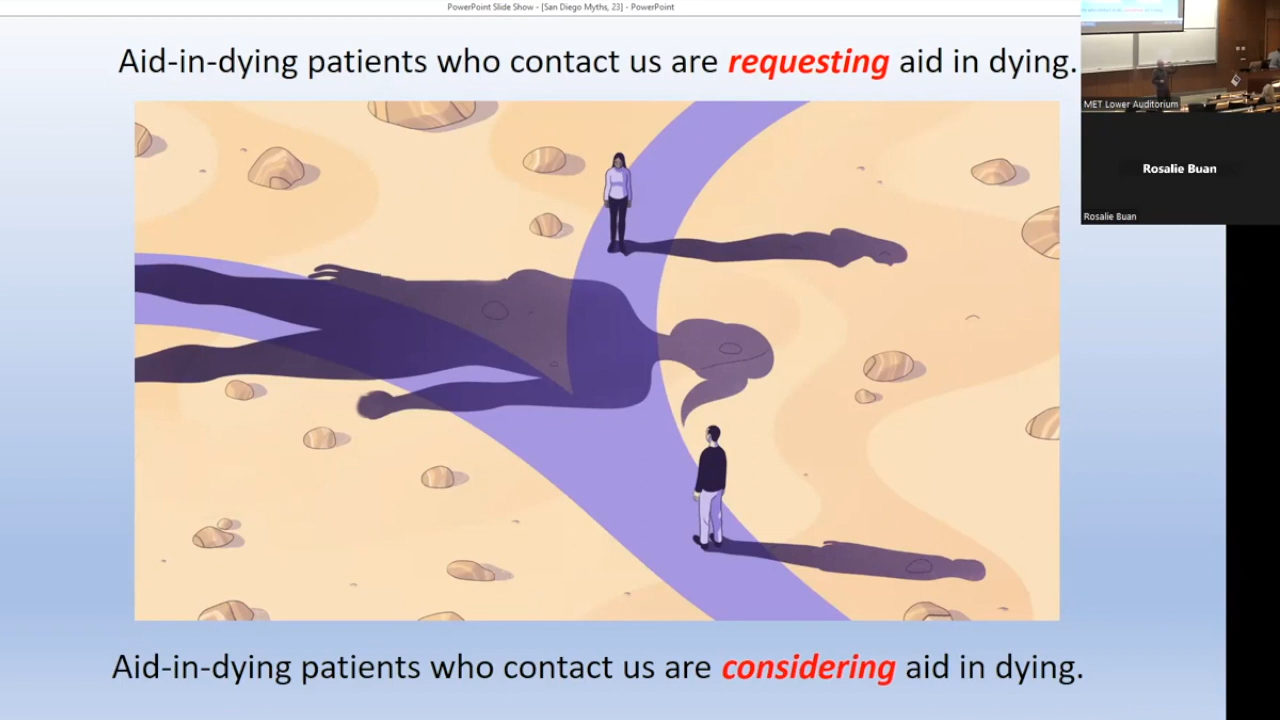 PowerPoint Slide Show - [San Diego Myths, 23] - PowerPoint
Aid-in-dying patients who contact us are requesting aid in dying.
MET Lower Auditorium
Rosalie Buan
Rosalie Buan
Aid-in-dying patients who contact us are considering aid in dying.